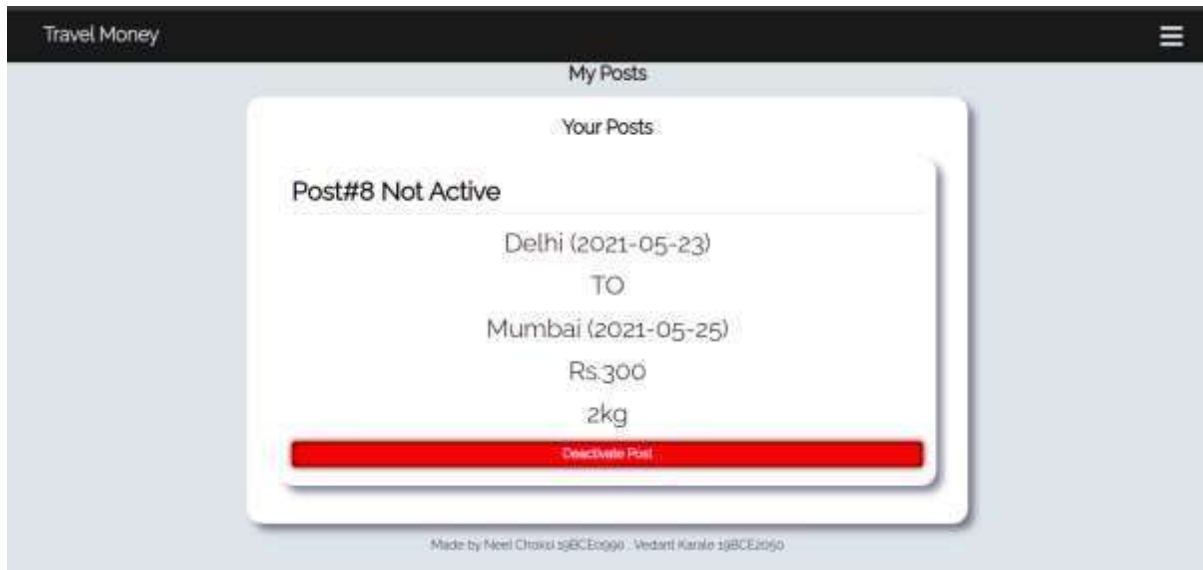 Travel Money
My Posts
Your Posts
Post#8 Not Active
Delhi (2021-05-23)
TO
Mumbai (2021-05-25)
Rs.300
2kg
Deactivate Post
Made by Neel Choksi 19BCE0990 . Vedant Karale 19BCE2050